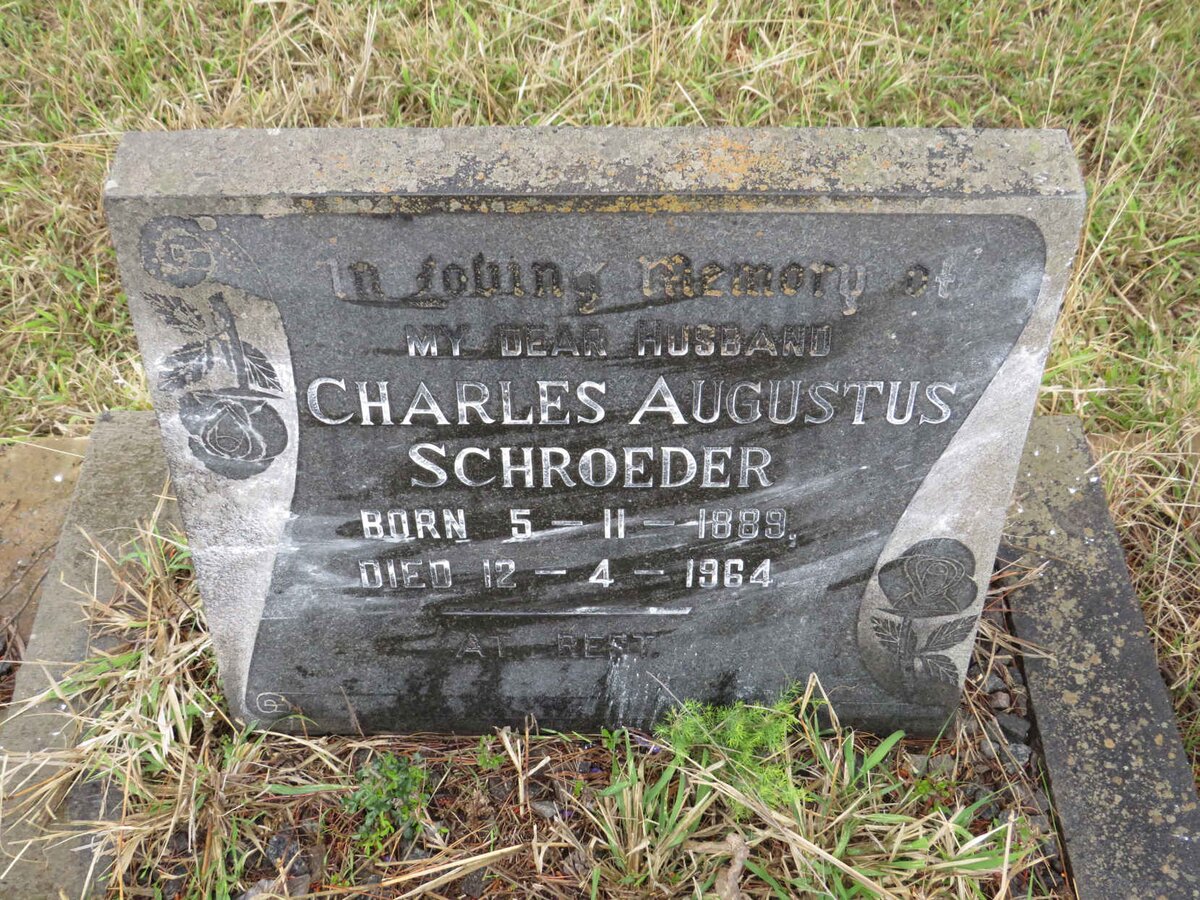 In Loving Memory of
MY DEAR HUSBAND
CHARLES AUGUSTUS
SCHROEDER
BORN 5 – 11 – 1889,
DIED 12 – 4 – 1964
AT REST.